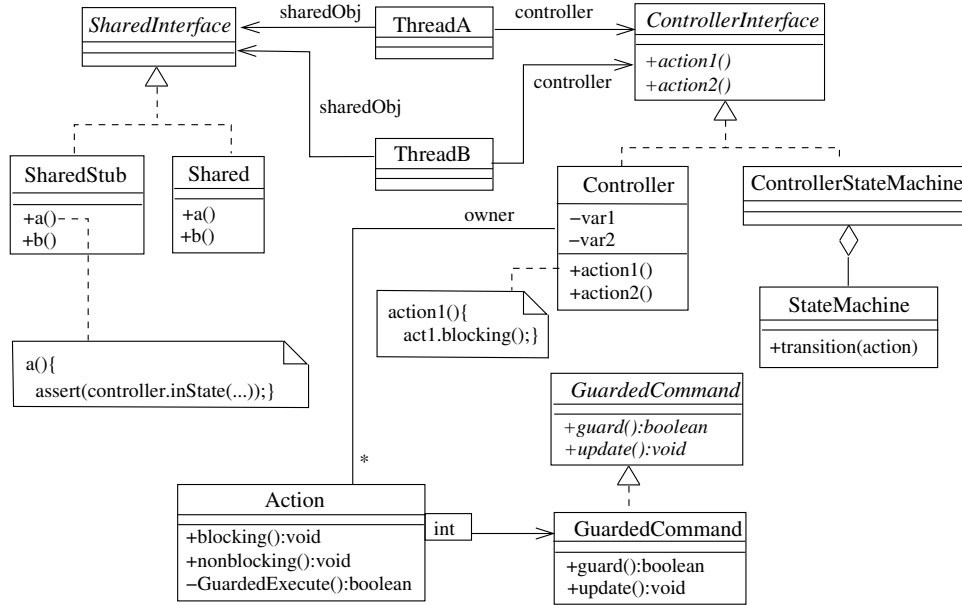 SharedInterface
sharedObj
ThreadA
controller
ControllerInterface
+action1()
+action2()
controller
sharedObj
ThreadB
SharedStub
+a()
+b()
Shared
+a()
+b()
Controller
−var1
−var2
+action1()
+action2()
ControllerStateMachine
owner
action1(){
act1.blocking();}
StateMachine
+transition(action)
a(){
assert(controller.inState(...));}
GuardedCommand
+guard():boolean
+update():void
*
Action
+blocking():void
+nonblocking():void
−GuardedExecute():boolean
int
GuardedCommand
+guard():boolean
+update():void